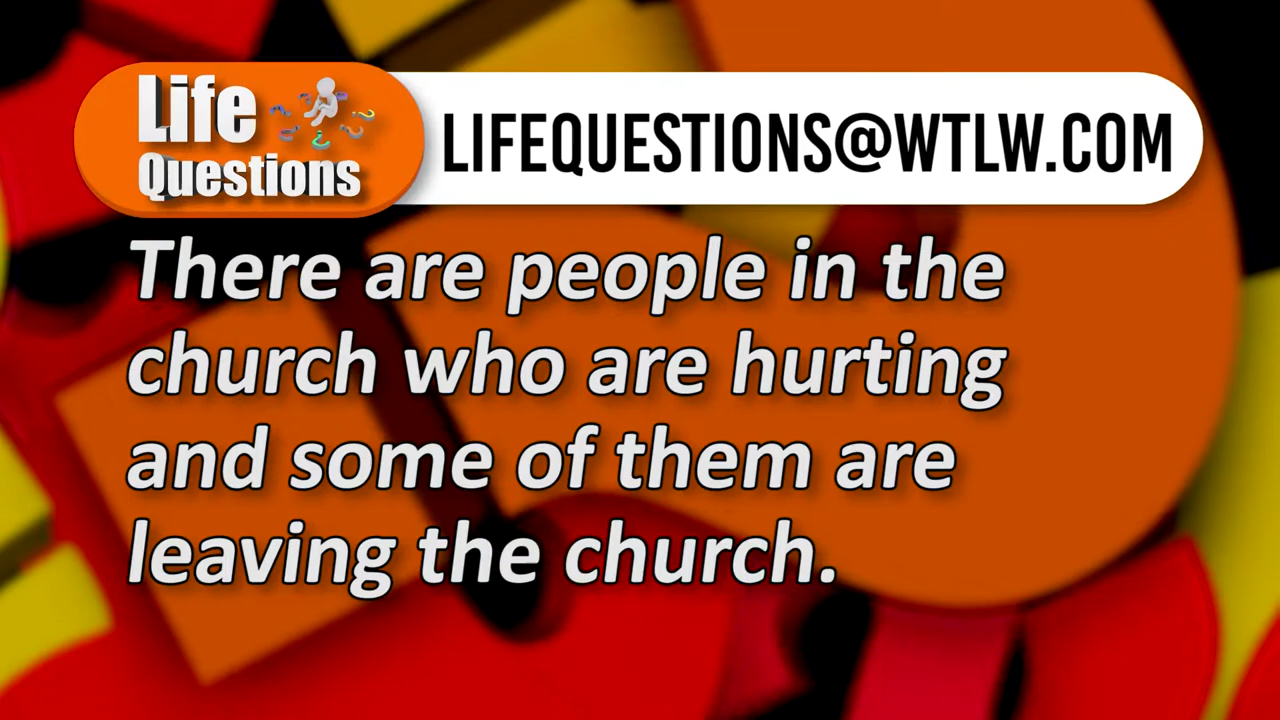 Life
Questions
LIFEQUESTIONS@WTLW.COM
There are people in the
church who are hurting
and some of them are
leaving the church.